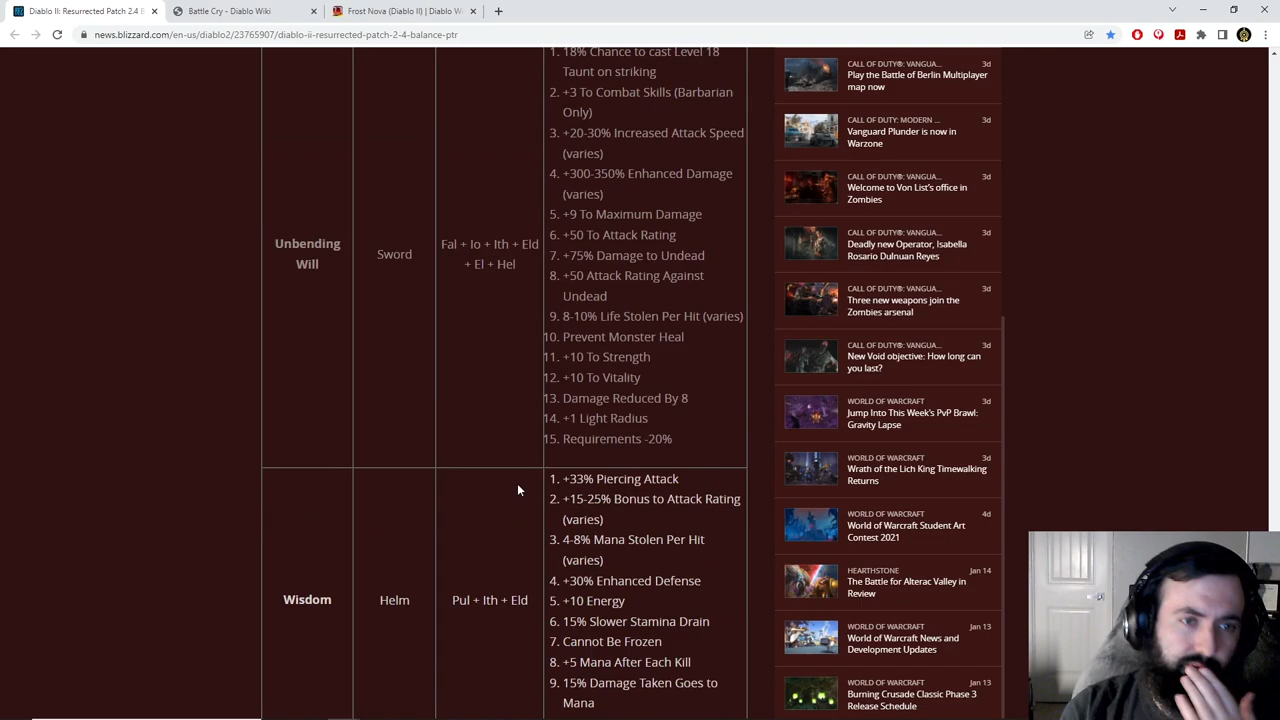 Diablo II: Resurrected Patch 2.4 B
Battle Cry - Diablo Wiki
Frost Nova (Diablo II) | Diablo W
news.blizzard.com/en-us/diablo2/23765907/diablo-ii-resurrected-patch-2-4-balance-ptr
Unbending
Will
Sword
Fal + Io + Ith + Eld
+ El + Hel
1. 18% Chance to cast Level 18
Taunt on striking
2. +3 To Combat Skills (Barbarian
Only)
3. +20-30% Increased Attack Speed
(varies)
4. +300-350% Enhanced Damage
(varies)
5. +9 To Maximum Damage
6. +50 To Attack Rating
7. +75% Damage to Undead
8. +50 Attack Rating Against
Undead
9. 8-10% Life Stolen Per Hit (varies)
10. Prevent Monster Heal
11. +10 To Strength
12. +10 To Vitality
13. Damage Reduced By 8
14. +1 Light Radius
15. Requirements -20%
Wisdom
Helm
Pul + Ith + Eld
1. +33% Piercing Attack
2. +15-25% Bonus to Attack Rating
(varies)
3. 4-8% Mana Stolen Per Hit
(varies)
4. +30% Enhanced Defense
5. +10 Energy
6. 15% Slower Stamina Drain
7. Cannot Be Frozen
8. +5 Mana After Each Kill
9. 15% Damage Taken Goes to
Mana
CALL OF DUTY®: VANGUA... 3d
Play the Battle of Berlin Multiplayer
map now
CALL OF DUTY: MODERN ... 3d
Vanguard Plunder is now in
Warzone
CALL OF DUTY®: VANGUA... 3d
Welcome to Von List's office in
Zombies
CALL OF DUTY®: VANGUA... 3d
Deadly new Operator, Isabella
Rosario Dulnuan Reyes
CALL OF DUTY®: VANGUA... 3d
Three new weapons join the
Zombies arsenal
CALL OF DUTY®: VANGUA... 3d
New Void objective: How long can
you last?
WORLD OF WARCRAFT 3d
Jump Into This Week's PvP Brawl:
Gravity Lapse
WORLD OF WARCRAFT 3d
Wrath of the Lich King Timewalking
Returns
WORLD OF WARCRAFT 4d
World of Warcraft Student Art
Contest 2021
HEARTHSTONE Jan 14
The Battle for Alterac Valley in
Review
WORLD OF WARCRAFT Jan 13
World of Warcraft News and
Development Updates
WORLD OF WARCRAFT Jan 13
Burning Crusade Classic Phase 3
Release Schedule